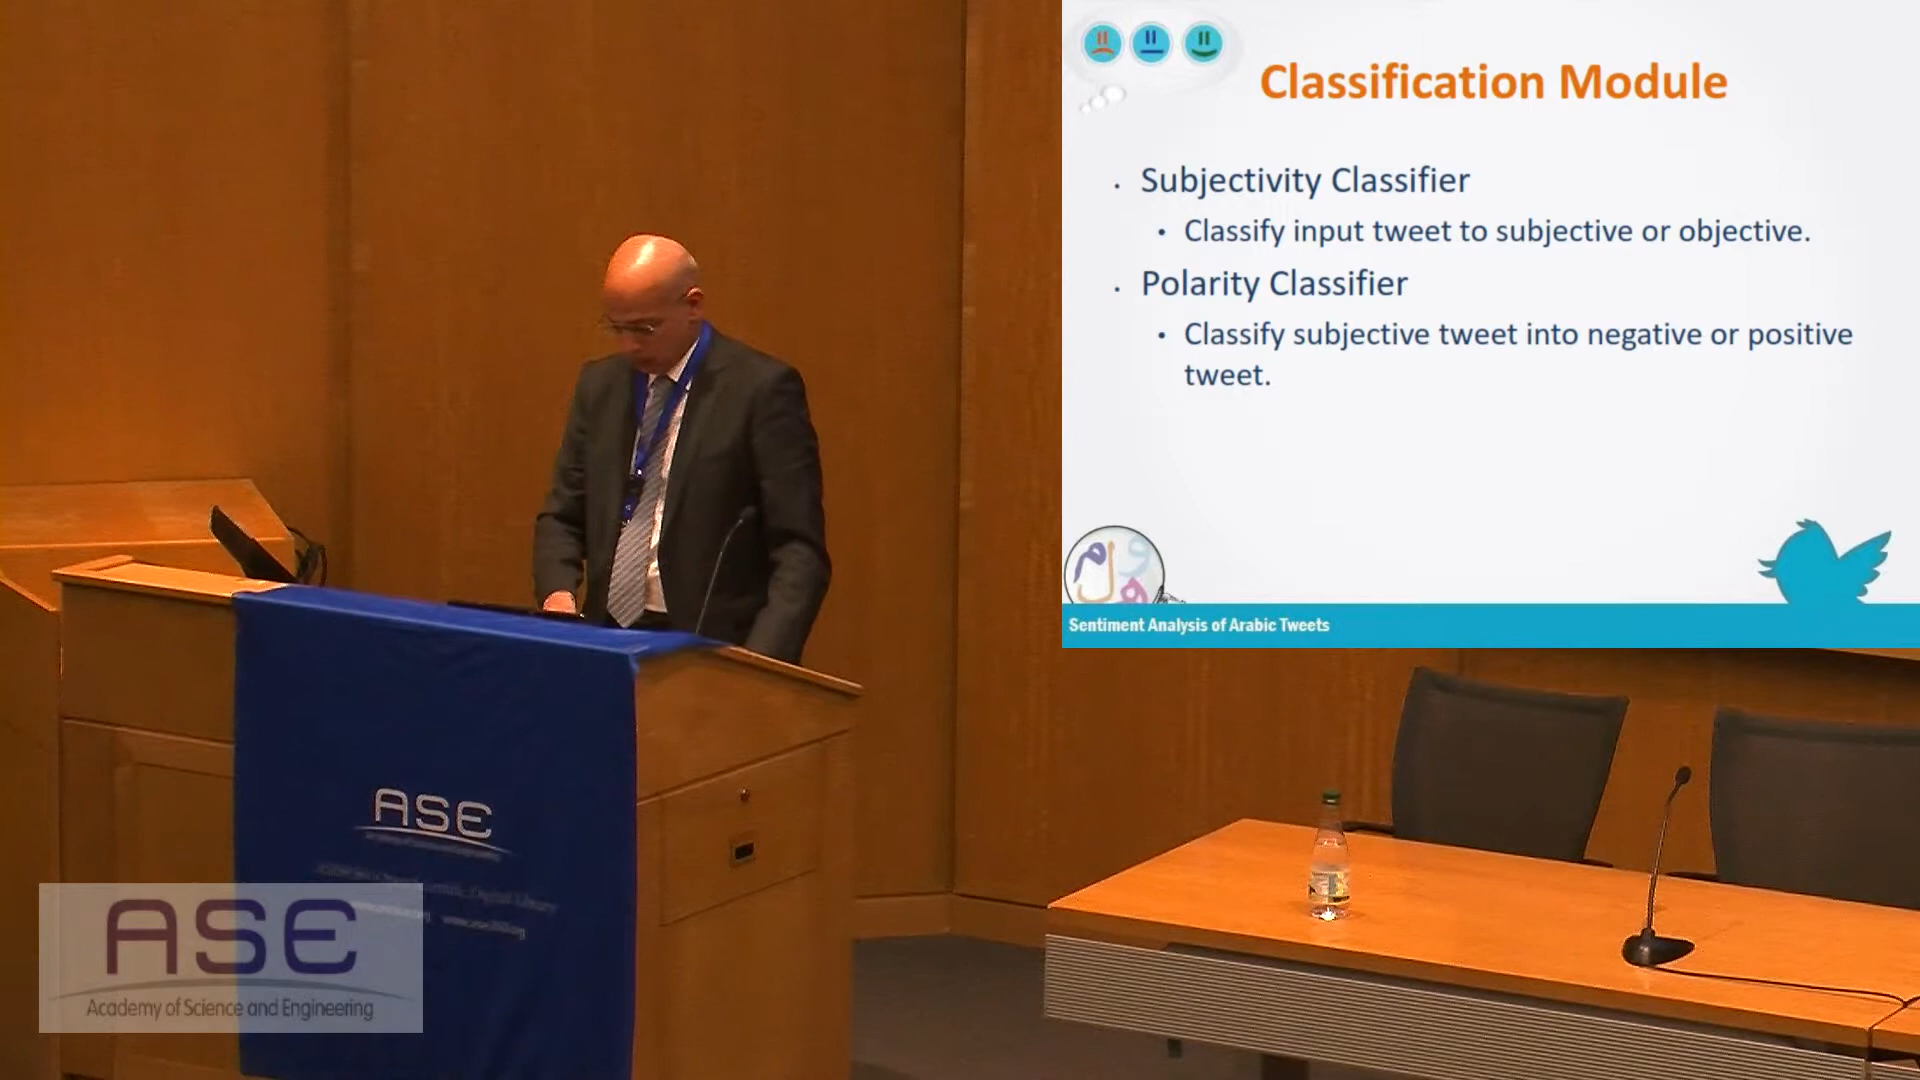 Classification Module
Subjectivity Classifier
Classify input tweet to subjective or objective.
Polarity Classifier
Classify subjective tweet into negative or positive
tweet.
Sentiment Analysis of Arabic Tweets
ASE
ASE
Academy of Science and Engineering